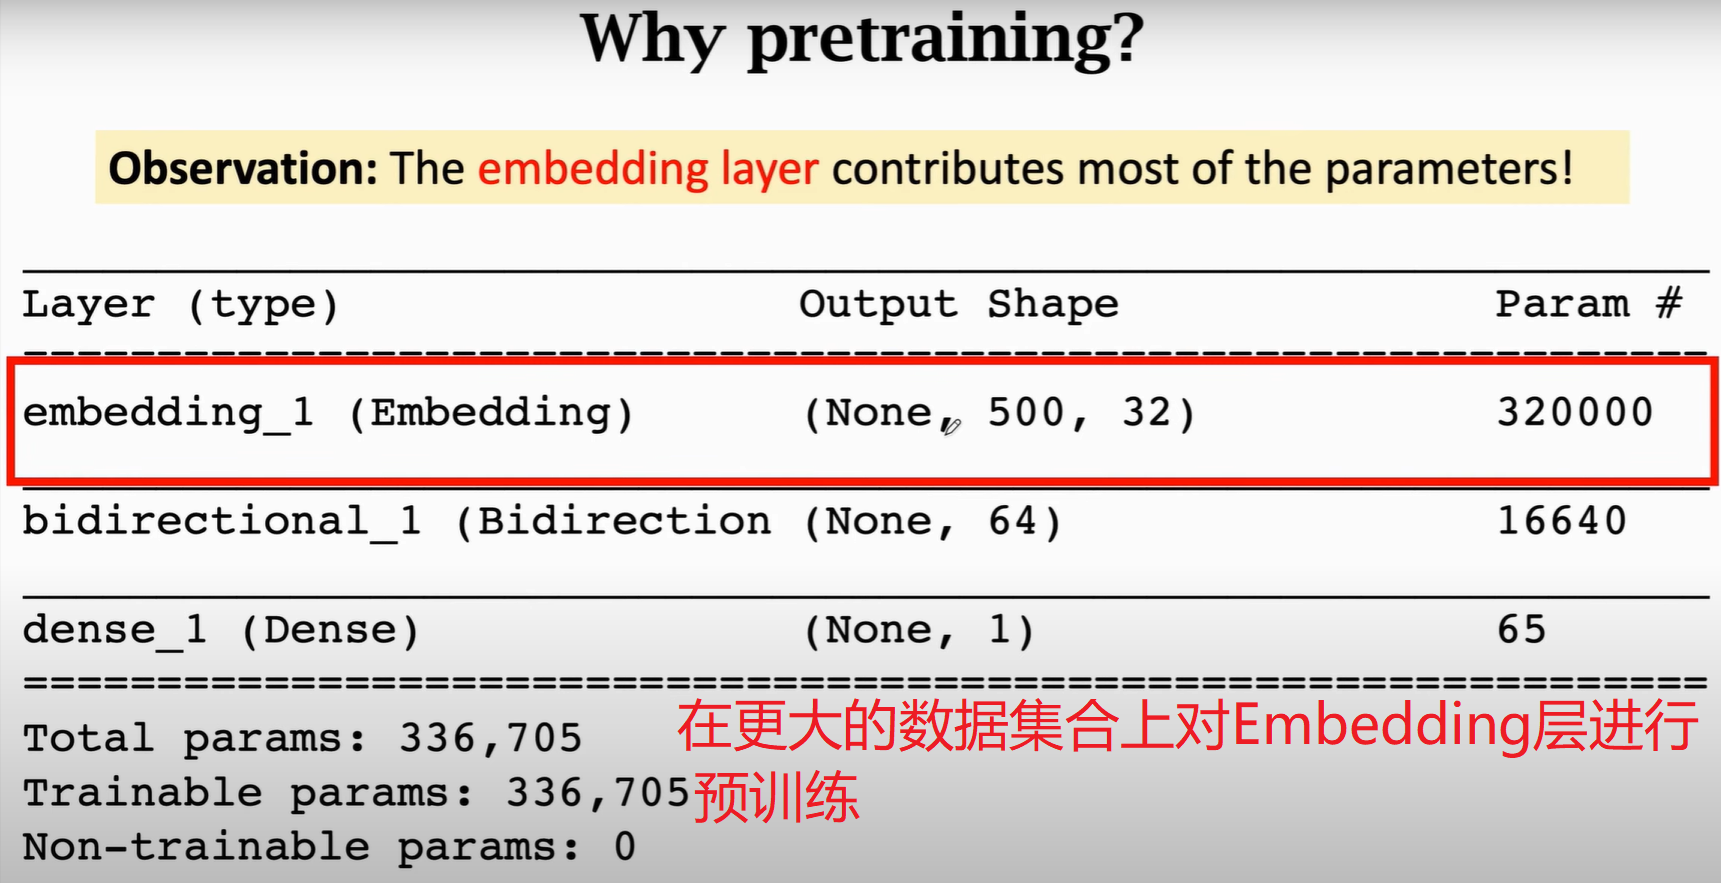 Why pretraining?
Observation: The embedding layer contributes most of the parameters!
Layer (type) Output Shape Param #
embedding_1 (Embedding) (None, 500, 32) 320000
bidirectional_1 (Bidirection (None, 64) 16640
dense_1 (Dense) (None, 1) 65
Total params: 336,705
在更大的数据集合上对Embedding层进行
Trainable params: 336,705
预训练
Non-trainable params: 0